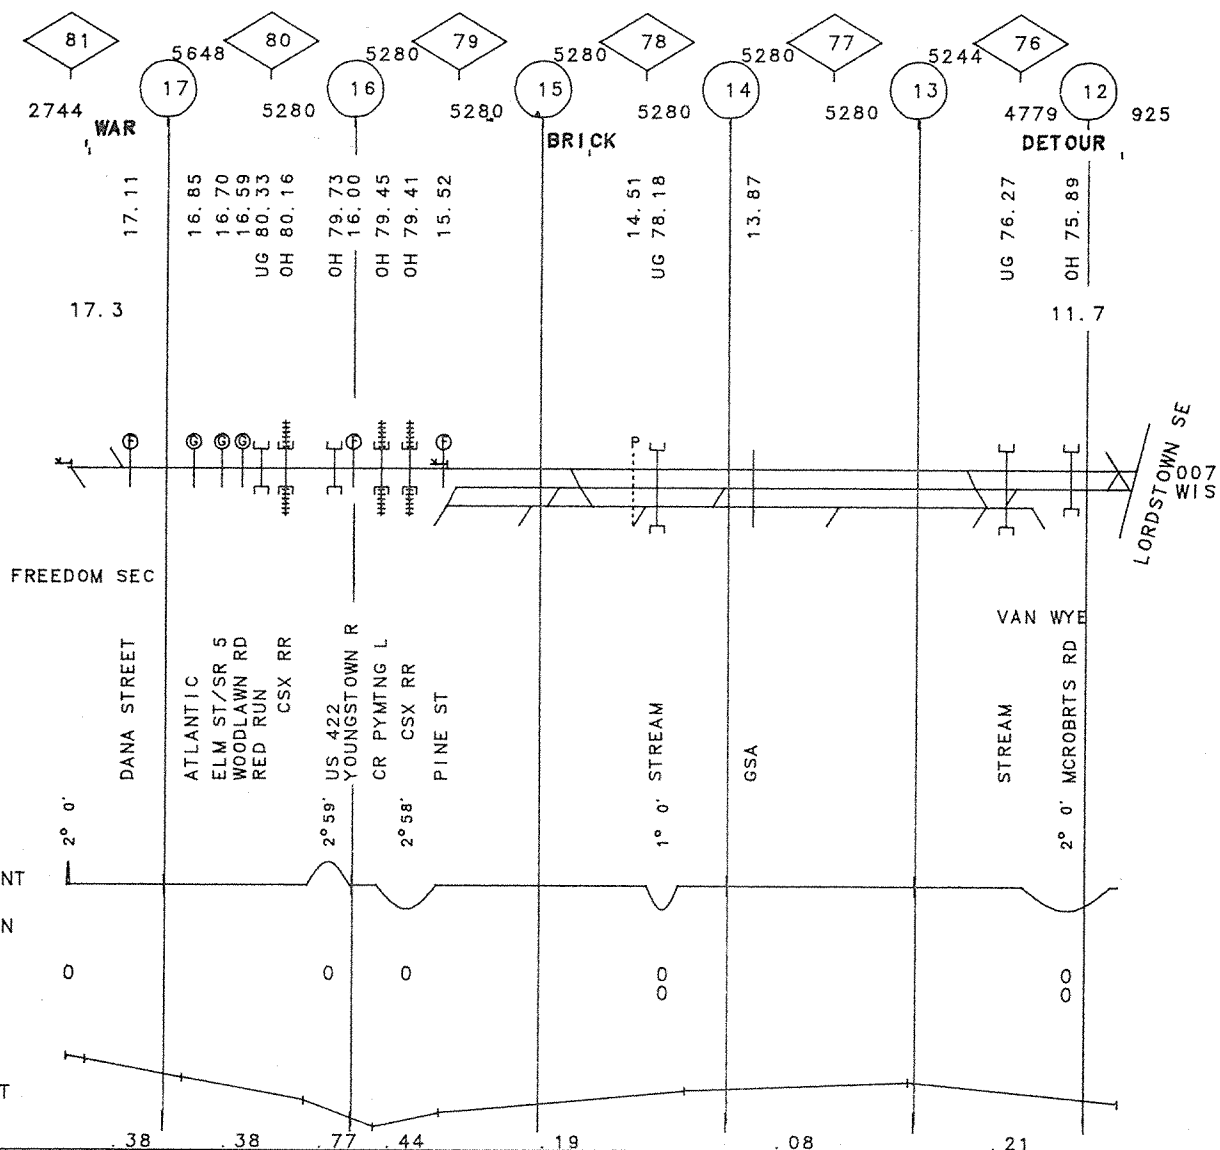 81 80 79 78 77 76
5648 5280 5280 5280 5244
17 16 15 14 13 12
2744 5280 5280 5280 5280 4779 925
WAR BRICK DETOUR
17.11
16.85
16.70
16.59
UG 80.33
OH 80.16
OH 79.73
16.00
OH 79.45
OH 79.41
15.52
14.51
UG 78.18
13.87
UG 76.27
OH 75.89
17.3 11.7
F G G G F F P
LORDSTOWN SE
007
WIS
FREEDOM SEC
VAN WYE
DANA STREET
ATLANTIC
ELM ST/SR 5
WOODLAWN RD
RED RUN
CSX RR
US 422
YOUNGSTOWN R
CR PYMTNG L
CSX RR
PINE ST
STREAM
GSA
STREAM
MCROBRTS RD
2° 0' 2°59' 2°58' 1° 0' 2° 0'
NT
N
0 0 0 0 0
0 0
T
.38 .38 .77 .44 .19 .08 .21